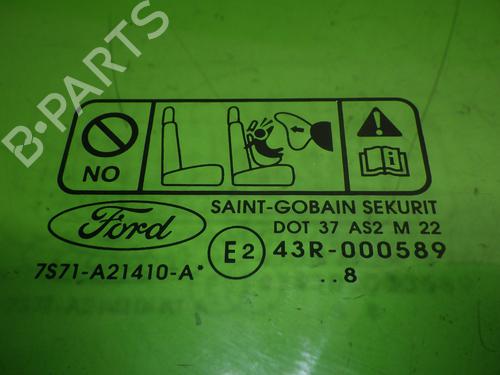 B-PARTS
NO
Ford
SAINT-GOBAIN SEKURIT
DOT 37 AS2 M 22
E2 43R-000589
7S71-A21410-A*
..8